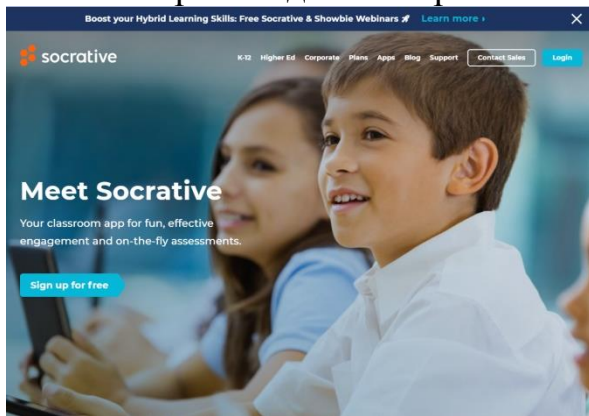 Boost your Hybrid Learning Skills: Free Socrative & Showbie Webinars 🚀 Learn more ›
socrative
K-12 Higher Ed Corporate Plans Apps Blog Support Contact Sales Login
Meet Socrative
Your classroom app for fun, effective
engagement and on-the-fly assessments.
Sign up for free